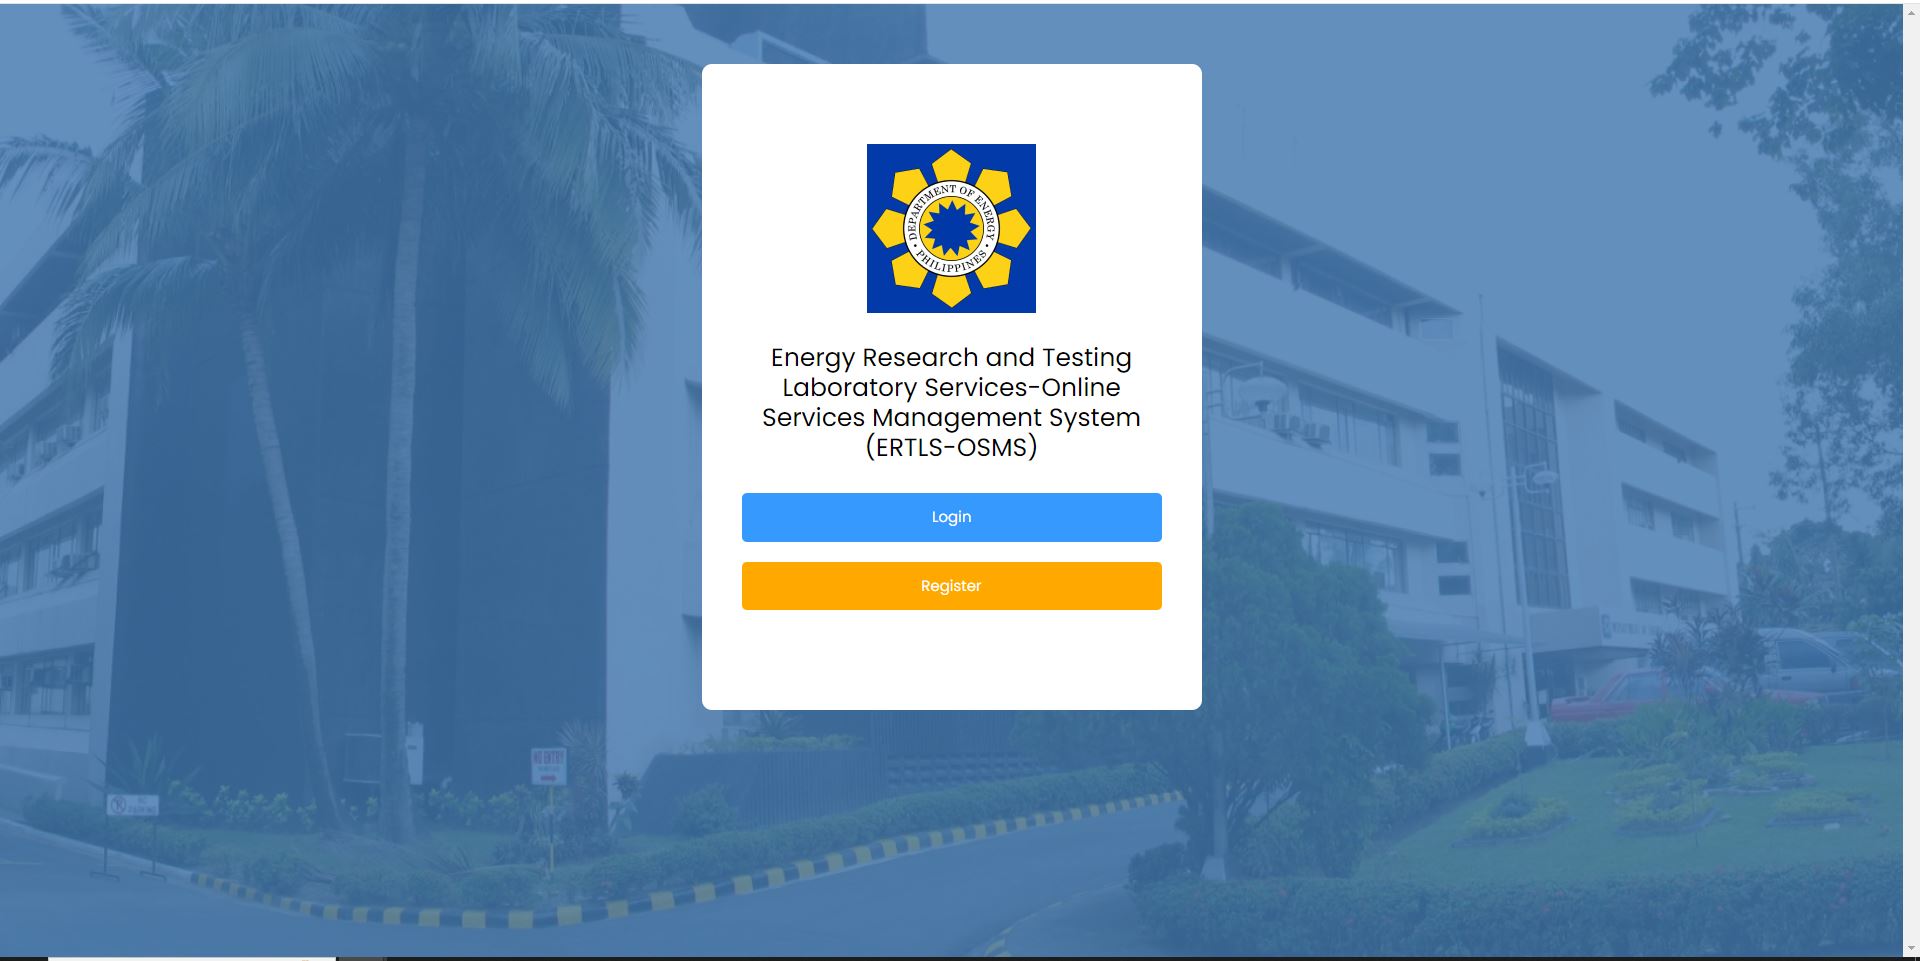 DEPARTMENT OF ENERGY
PHILIPPINES
Energy Research and Testing
Laboratory Services-Online
Services Management System
(ERTLS-OSMS)
Login
Register
NO ENTRY